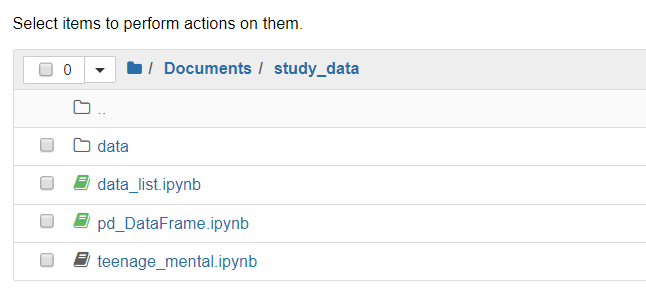 Select items to perform actions on them.
0 / Documents / study_data
..
data
data_list.ipynb
pd_DataFrame.ipynb
teenage_mental.ipynb